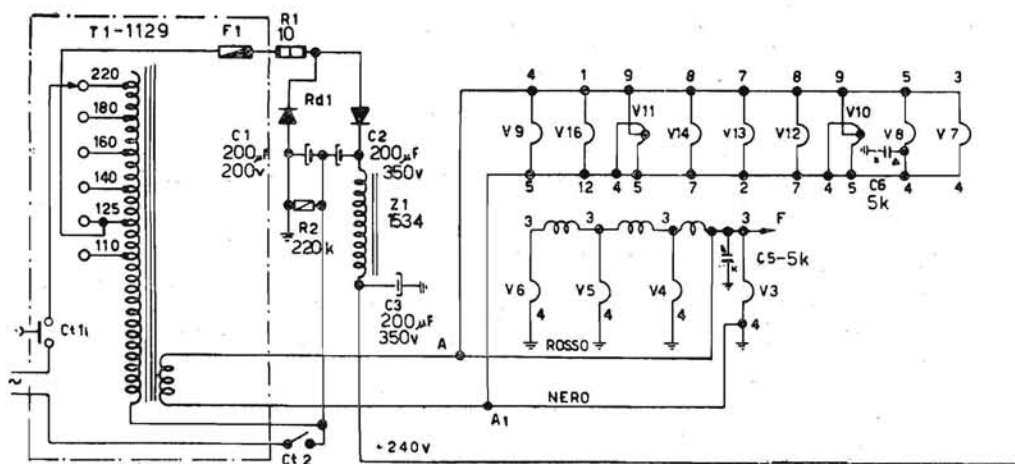 T1-1129
F1
R1
10
220
180
160
140
125
110
Rd1
C1
200µF
200v
C2
200µF
350v
R2
220k
Z1
1534
C3
200µF
350v
Ct1
~
Ct2
4 1 9 8 7 8 9 5 3
V11 V10
V9 V16 V14 V13 V12 V8 V7
5 12 4 5 7 2 7 4 5 4 4
C6
5k
3 3 3 3 F
C5-5k
V6 V5 V4 V3
4 4 4 4
A ROSSO
NERO
A1
240v